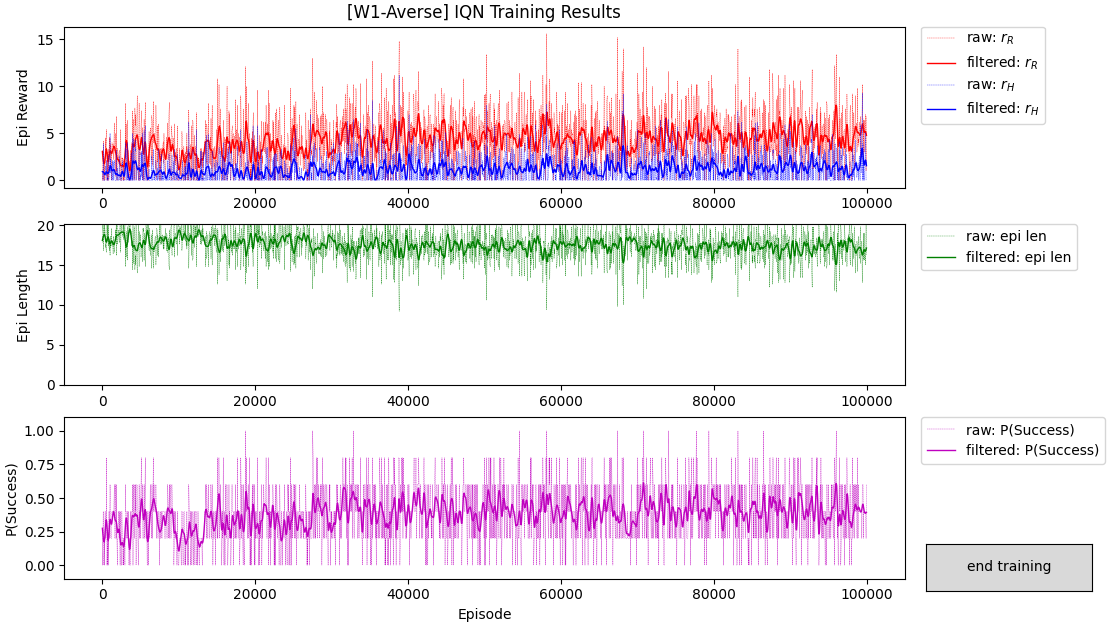 [W1-Averse] IQN Training Results
Epi Reward
15
10
5
0
0 20000 40000 60000 80000 100000
raw: r_R
filtered: r_R
raw: r_H
filtered: r_H
Epi Length
20
15
10
5
0
0 20000 40000 60000 80000 100000
raw: epi len
filtered: epi len
P(Success)
1.00
0.75
0.50
0.25
0.00
0 20000 40000 60000 80000 100000
Episode
raw: P(Success)
filtered: P(Success)
end training